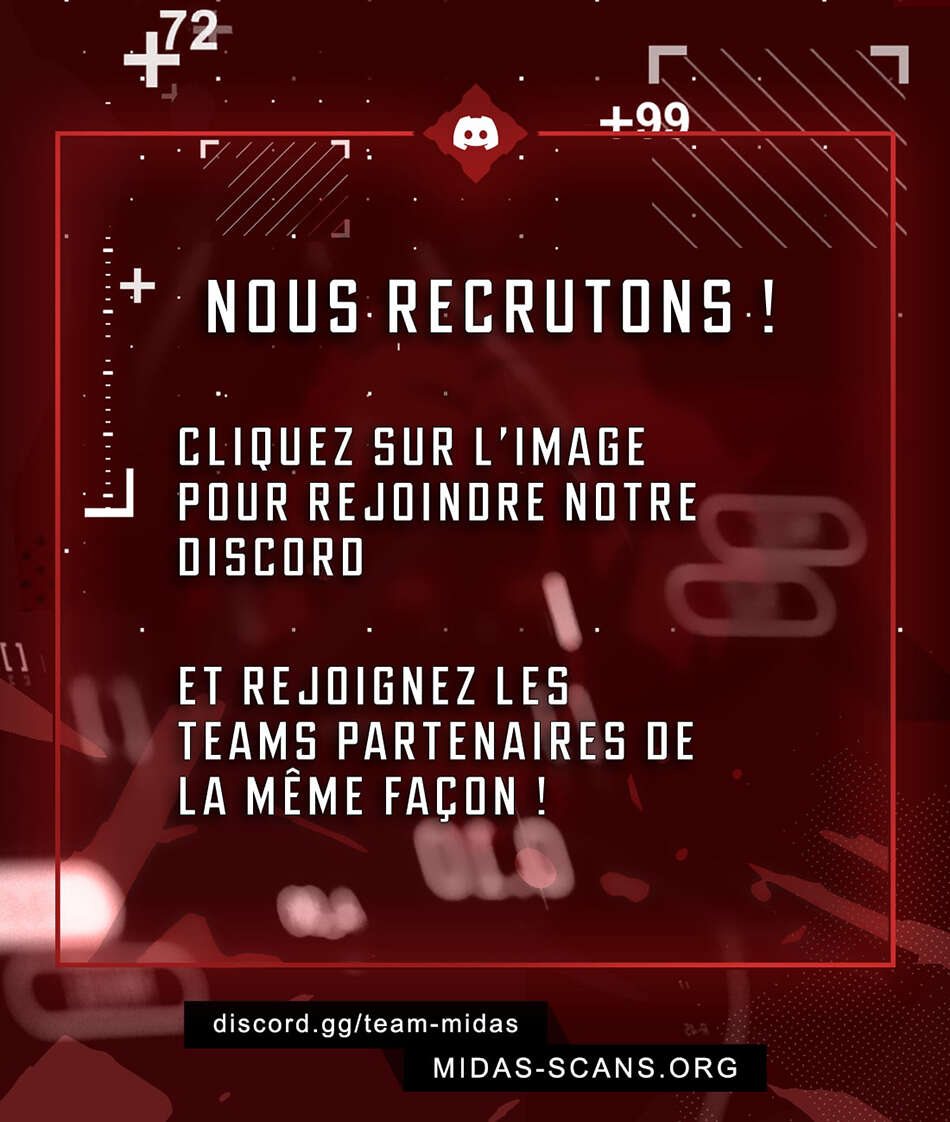 +72
+99
NOUS RECRUTONS !
CLIQUEZ SUR L'IMAGE
POUR REJOINDRE NOTRE
DISCORD
ET REJOIGNEZ LES
TEAMS PARTENAIRES DE
LA MÊME FAÇON !
discord.gg/team-midas
MIDAS-SCANS.ORG